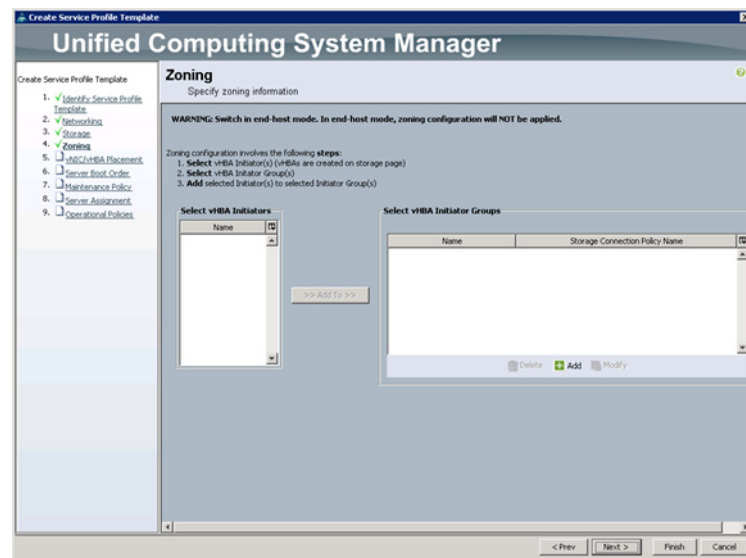 Create Service Profile Template
Unified Computing System Manager
Create Service Profile Template
1. Identify Service Profile
Template
2. Networking
3. Storage
4. Zoning
5. vNIC/vHBA Placement
6. Server Boot Order
7. Maintenance Policy
8. Server Assignment
9. Operational Policies
Zoning
Specify zoning information
WARNING: Switch in end-host mode. In end-host mode, zoning configuration will NOT be applied.
Zoning configuration involves the following steps:
1. Select vHBA Initiator(s) (vHBAs are created on storage page)
2. Select vHBA Initiator Group(s)
3. Add selected Initiator(s) to selected Initiator Group(s)
Select vHBA Initiators
Name
>> Add To >>
Select vHBA Initiator Groups
Name Storage Connection Policy Name
Delete Add Modify
< Prev Next > Finish Cancel